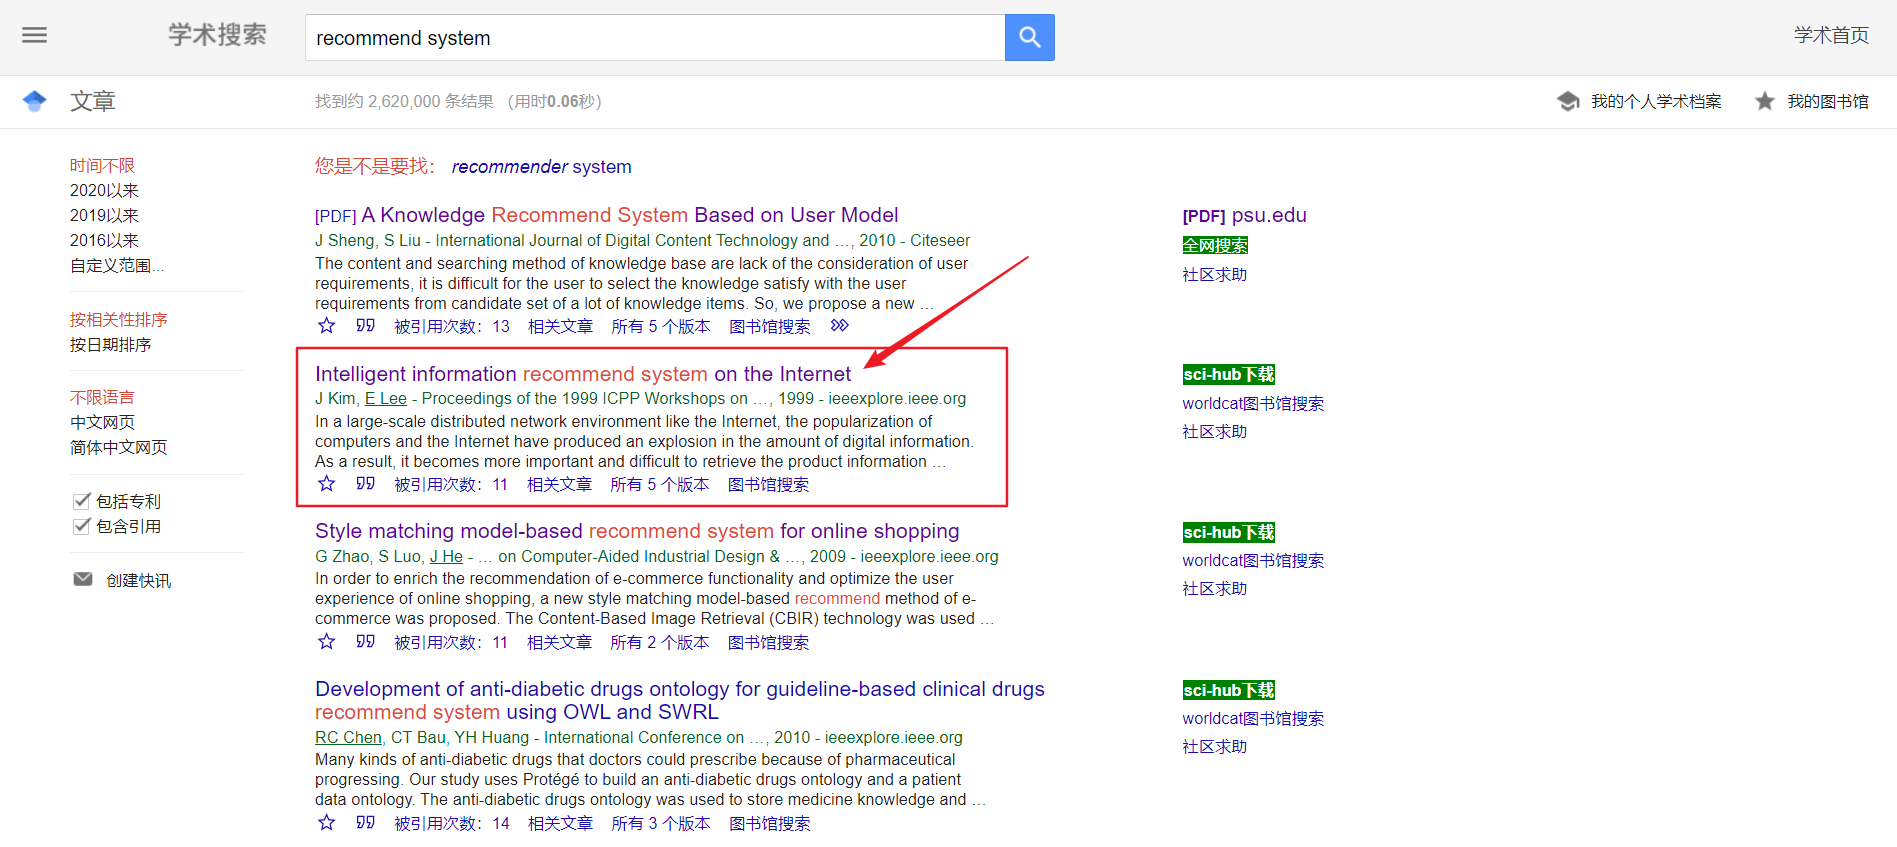 学术搜索
recommend system
学术首页
文章
找到约 2,620,000 条结果 （用时0.06秒）
我的个人学术档案
我的图书馆
时间不限
2020以来
2019以来
2016以来
自定义范围...
按相关性排序
按日期排序
不限语言
中文网页
简体中文网页
包括专利
包含引用
创建快讯
您是不是要找： recommender system
[PDF] A Knowledge Recommend System Based on User Model
J Sheng, S Liu - International Journal of Digital Content Technology and …, 2010 - Citeseer
The content and searching method of knowledge base are lack of the consideration of user
requirements, it is difficult for the user to select the knowledge satisfy with the user
requirements from candidate set of a lot of knowledge items. So, we propose a new …
被引用次数：13 相关文章 所有 5 个版本 图书馆搜索
[PDF] psu.edu
全网搜索
社区求助
Intelligent information recommend system on the Internet
J Kim, E Lee - Proceedings of the 1999 ICPP Workshops on …, 1999 - ieeexplore.ieee.org
In a large-scale distributed network environment like the Internet, the popularization of
computers and the Internet have produced an explosion in the amount of digital information.
As a result, it becomes more important and difficult to retrieve the product information …
被引用次数：11 相关文章 所有 5 个版本 图书馆搜索
sci-hub下载
worldcat图书馆搜索
社区求助
Style matching model-based recommend system for online shopping
G Zhao, S Luo, J He - … on Computer-Aided Industrial Design & …, 2009 - ieeexplore.ieee.org
In order to enrich the recommendation of e-commerce functionality and optimize the user
experience of online shopping, a new style matching model-based recommend method of e-
commerce was proposed. The Content-Based Image Retrieval (CBIR) technology was used …
被引用次数：11 相关文章 所有 2 个版本 图书馆搜索
sci-hub下载
worldcat图书馆搜索
社区求助
Development of anti-diabetic drugs ontology for guideline-based clinical drugs
recommend system using OWL and SWRL
RC Chen, CT Bau, YH Huang - International Conference on …, 2010 - ieeexplore.ieee.org
Many kinds of anti-diabetic drugs that doctors could prescribe because of pharmaceutical
progressing. Our study uses Protégé to build an anti-diabetic drugs ontology and a patient
data ontology. The anti-diabetic drugs ontology was used to store medicine knowledge and …
被引用次数：14 相关文章 所有 3 个版本 图书馆搜索
sci-hub下载
worldcat图书馆搜索
社区求助